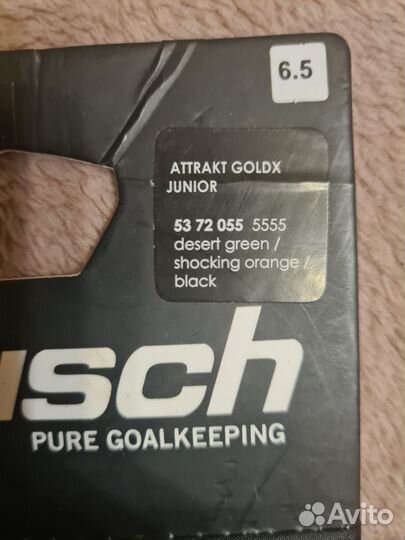 6.5
ATTRAKT GOLDX
JUNIOR
53 72 055 5555
desert green /
shocking orange /
black
usch
PURE GOALKEEPING
Avito